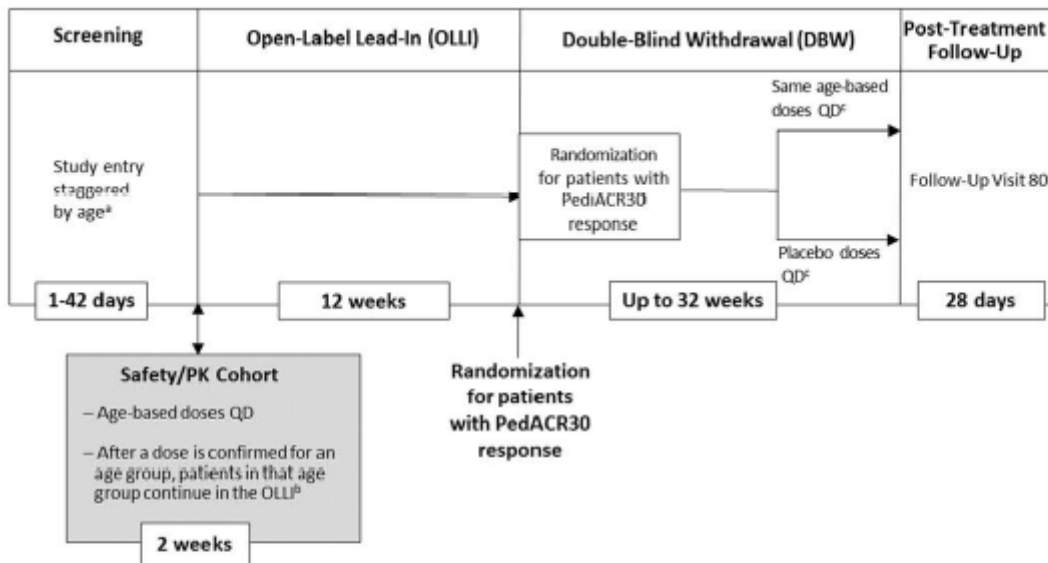 Screening
Open-Label Lead-In (OLLI)
Double-Blind Withdrawal (DBW)
Post-Treatment
Follow-Up
Same age-based
doses QDᶜ
Study entry
staggered
by ageᵃ
Randomization
for patients with
PediACR30
response
Follow-Up Visit 80
Placebo doses
QDᶜ
1-42 days
12 weeks
Up to 32 weeks
28 days
Safety/PK Cohort
– Age-based doses QD
– After a dose is confirmed for an
age group, patients in that age
group continue in the OLLIᵇ
2 weeks
Randomization
for patients
with PedACR30
response